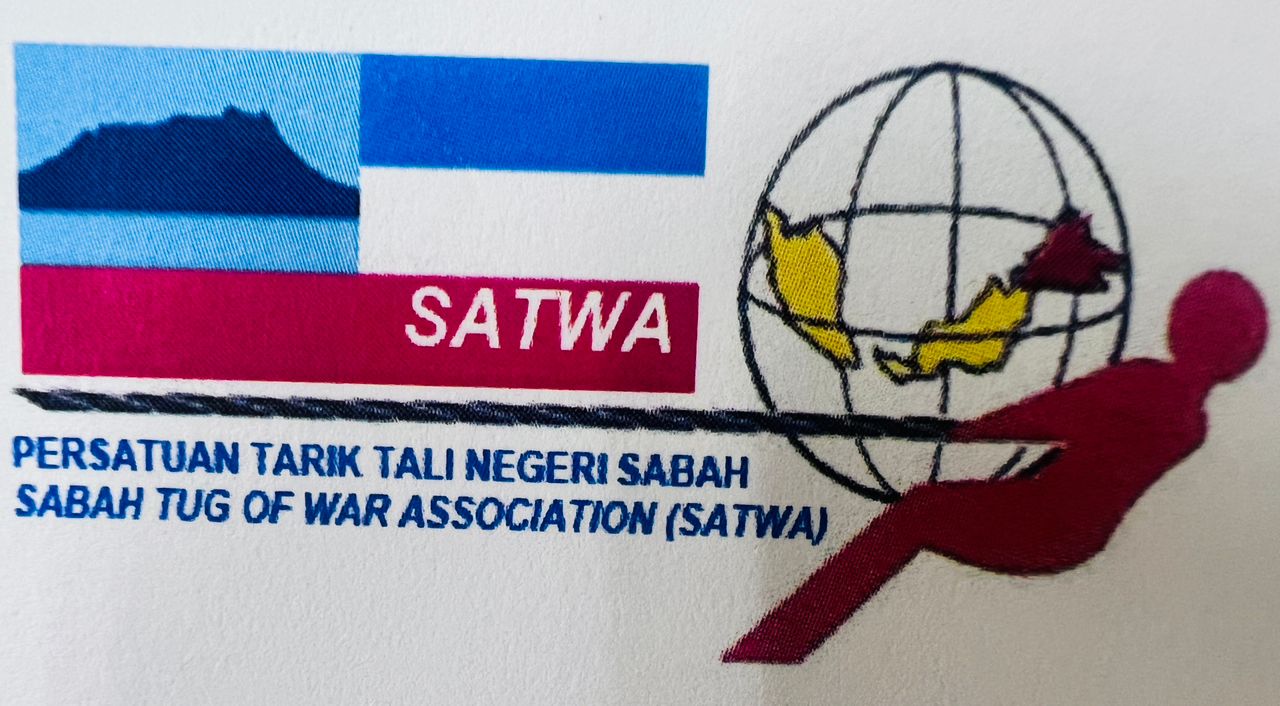 SATWA
PERSATUAN TARIK TALI NEGERI SABAH
SABAH TUG OF WAR ASSOCIATION (SATWA)